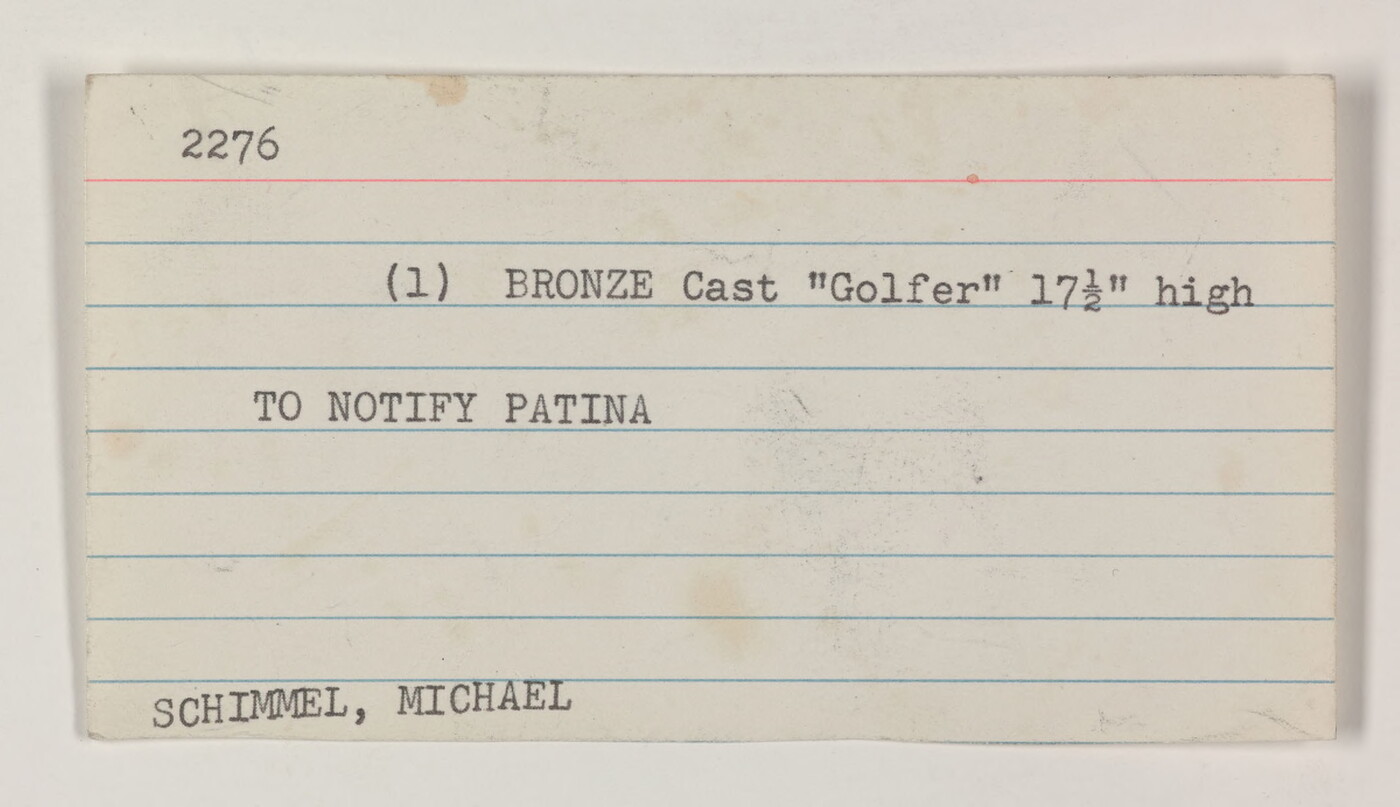 2276
(1) BRONZE Cast "Golfer" 17½" high
TO NOTIFY PATINA
SCHIMMEL, MICHAEL